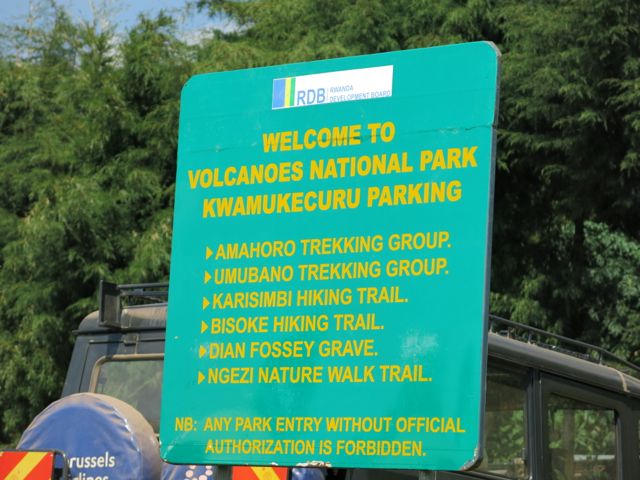 RDB RWANDA
DEVELOPMENT BOARD
WELCOME TO
VOLCANOES NATIONAL PARK
KWAMUKECURU PARKING
AMAHORO TREKKING GROUP.
UMUBANO TREKKING GROUP.
KARISIMBI HIKING TRAIL.
BISOKE HIKING TRAIL.
DIAN FOSSEY GRAVE.
NGEZI NATURE WALK TRAIL.
NB: ANY PARK ENTRY WITHOUT OFFICIAL
AUTHORIZATION IS FORBIDDEN.
russels
rlines